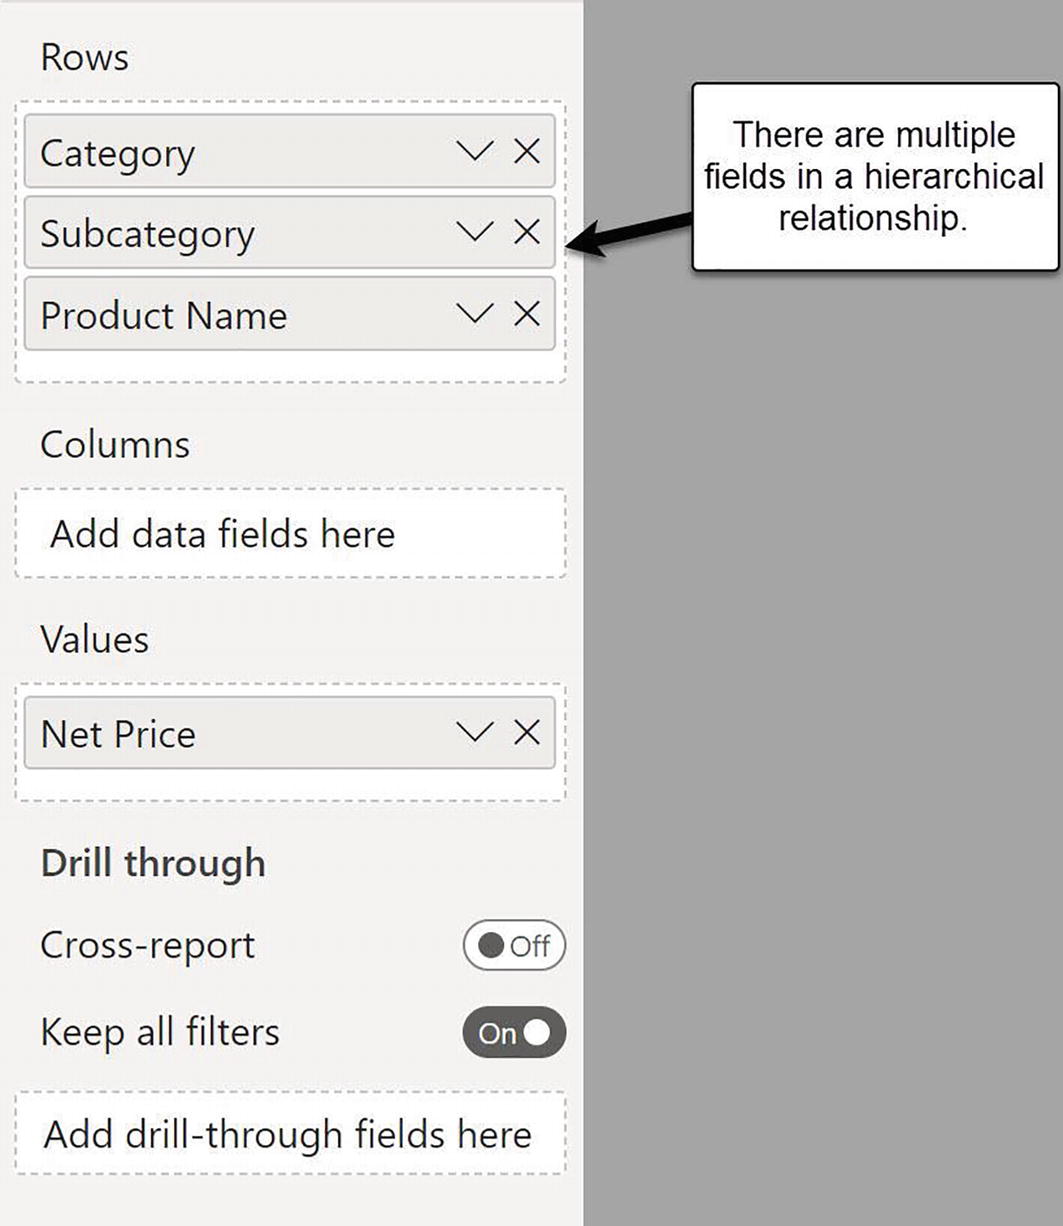 Rows
Category
Subcategory
Product Name
There are multiple
fields in a hierarchical
relationship.
Columns
Add data fields here
Values
Net Price
Drill through
Cross-report
Off
Keep all filters
On
Add drill-through fields here